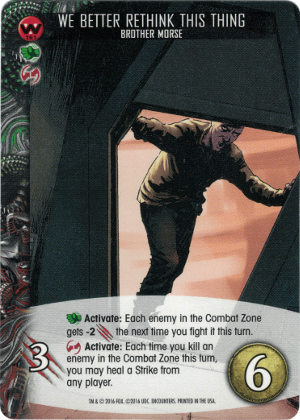 WE BETTER RETHINK THIS THING
BROTHER MORSE
Activate: Each enemy in the Combat Zone
gets -2 the next time you fight it this turn.
Activate: Each time you kill an
enemy in the Combat Zone this turn,
you may heal a Strike from
any player.
3
6
TM & © 2016 FOX. ©2016 UDC. ENCOUNTERS. PRINTED IN THE USA.